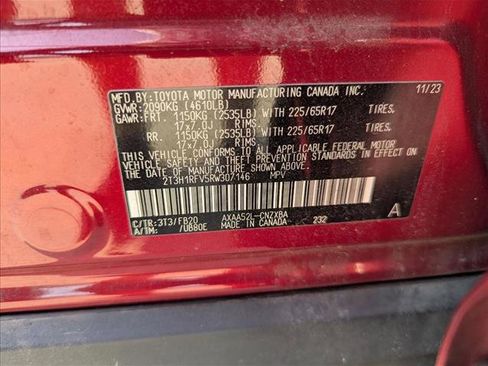 MFD. BY: TOYOTA MOTOR MANUFACTURING CANADA INC. 11/23
GVWR: 2090KG (4610LB)
GAWR: FRT. 1150KG (2535LB) WITH 225/65R17 TIRES.
17x7.0J RIMS.
RR. 1150KG (2535LB) WITH 225/65R17 TIRES.
17x7.0J RIMS.
THIS VEHICLE CONFORMS TO ALL APPLICABLE FEDERAL MOTOR
VEHICLE SAFETY AND THEFT PREVENTION STANDARDS IN EFFECT ON
THE DATE OF MANUFACTURE SHOWN ABOVE.
2T3H1RFV5RW307146 MPV
C/TR: 3T3/FB20 AXAA52L-CNZXBA
A/TM: /UB80E MADE IN CANADA 232 A